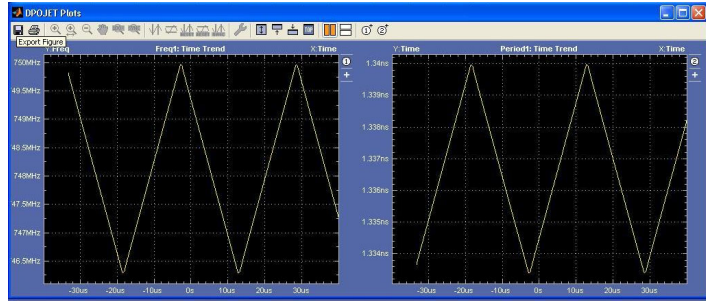 DPOJET Plots
Export Figure
Y:Freq Freq1: Time Trend X:Time
750MHz
49.5MHz
749MHz
48.5MHz
748MHz
47.5MHz
747MHz
46.5MHz
-30us -20us -10us 0s 10us 20us 30us
1
+
Y:Time Period1: Time Trend X:Time
1.34ns
1.339ns
1.338ns
1.337ns
1.336ns
1.335ns
1.334ns
-30us -20us -10us 0s 10us 20us 30us
2
+